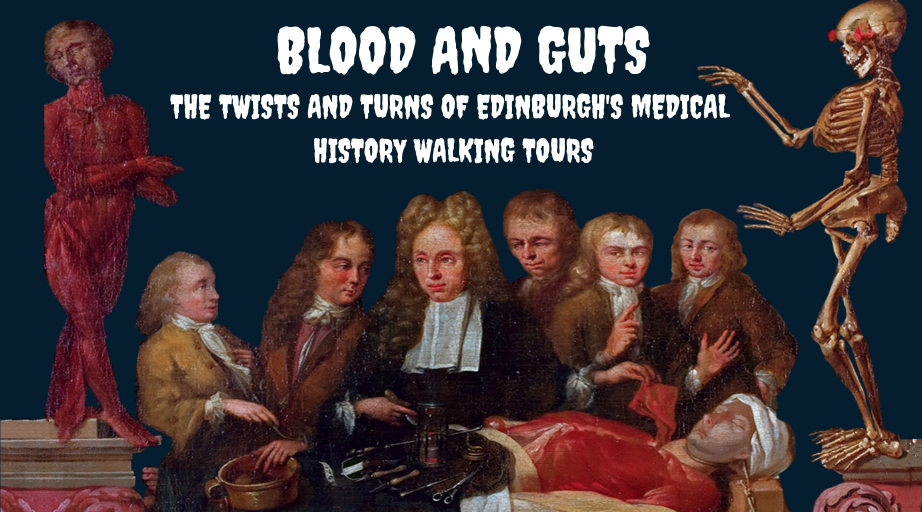 BLOOD AND GUTS
THE TWISTS AND TURNS OF EDINBURGH'S MEDICAL
HISTORY WALKING TOURS